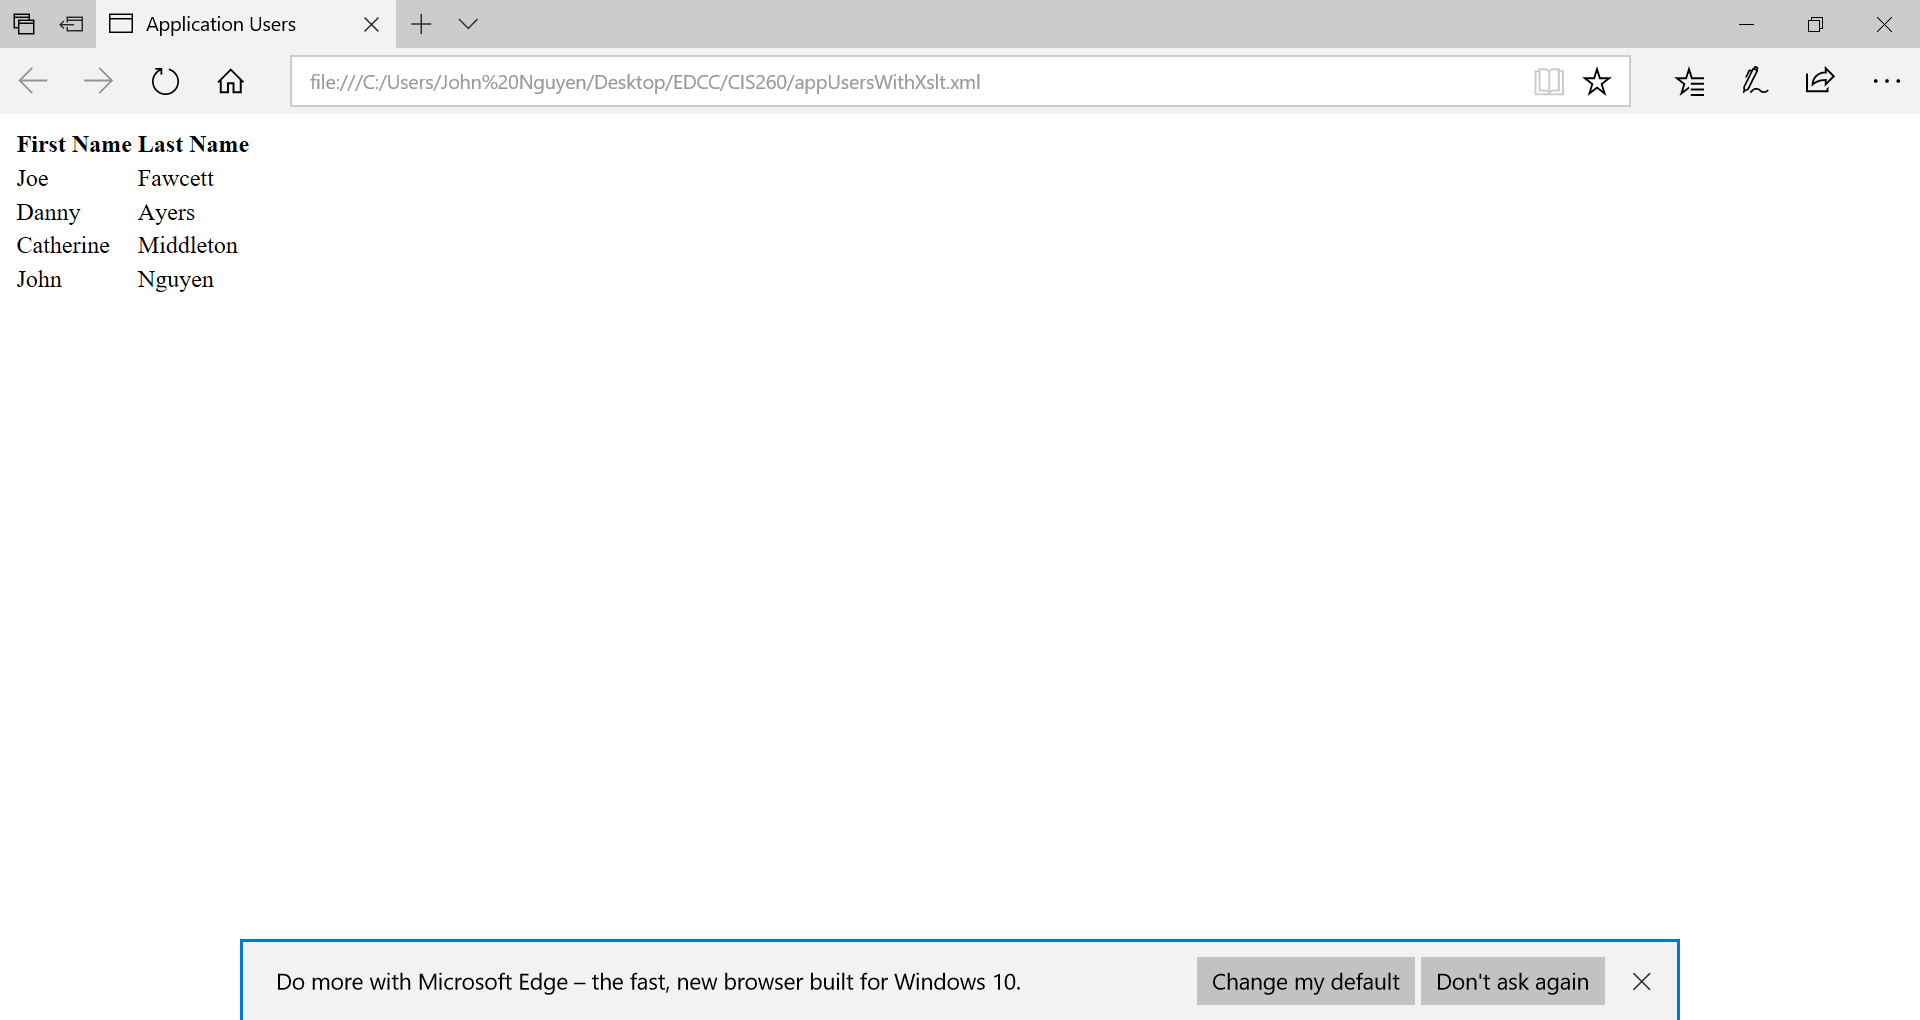 Application Users
file:///C:/Users/John%20Nguyen/Desktop/EDCC/CIS260/appUsersWithXslt.xml
First Name Last Name
Joe Fawcett
Danny Ayers
Catherine Middleton
John Nguyen
Do more with Microsoft Edge – the fast, new browser built for Windows 10. Change my default Don't ask again